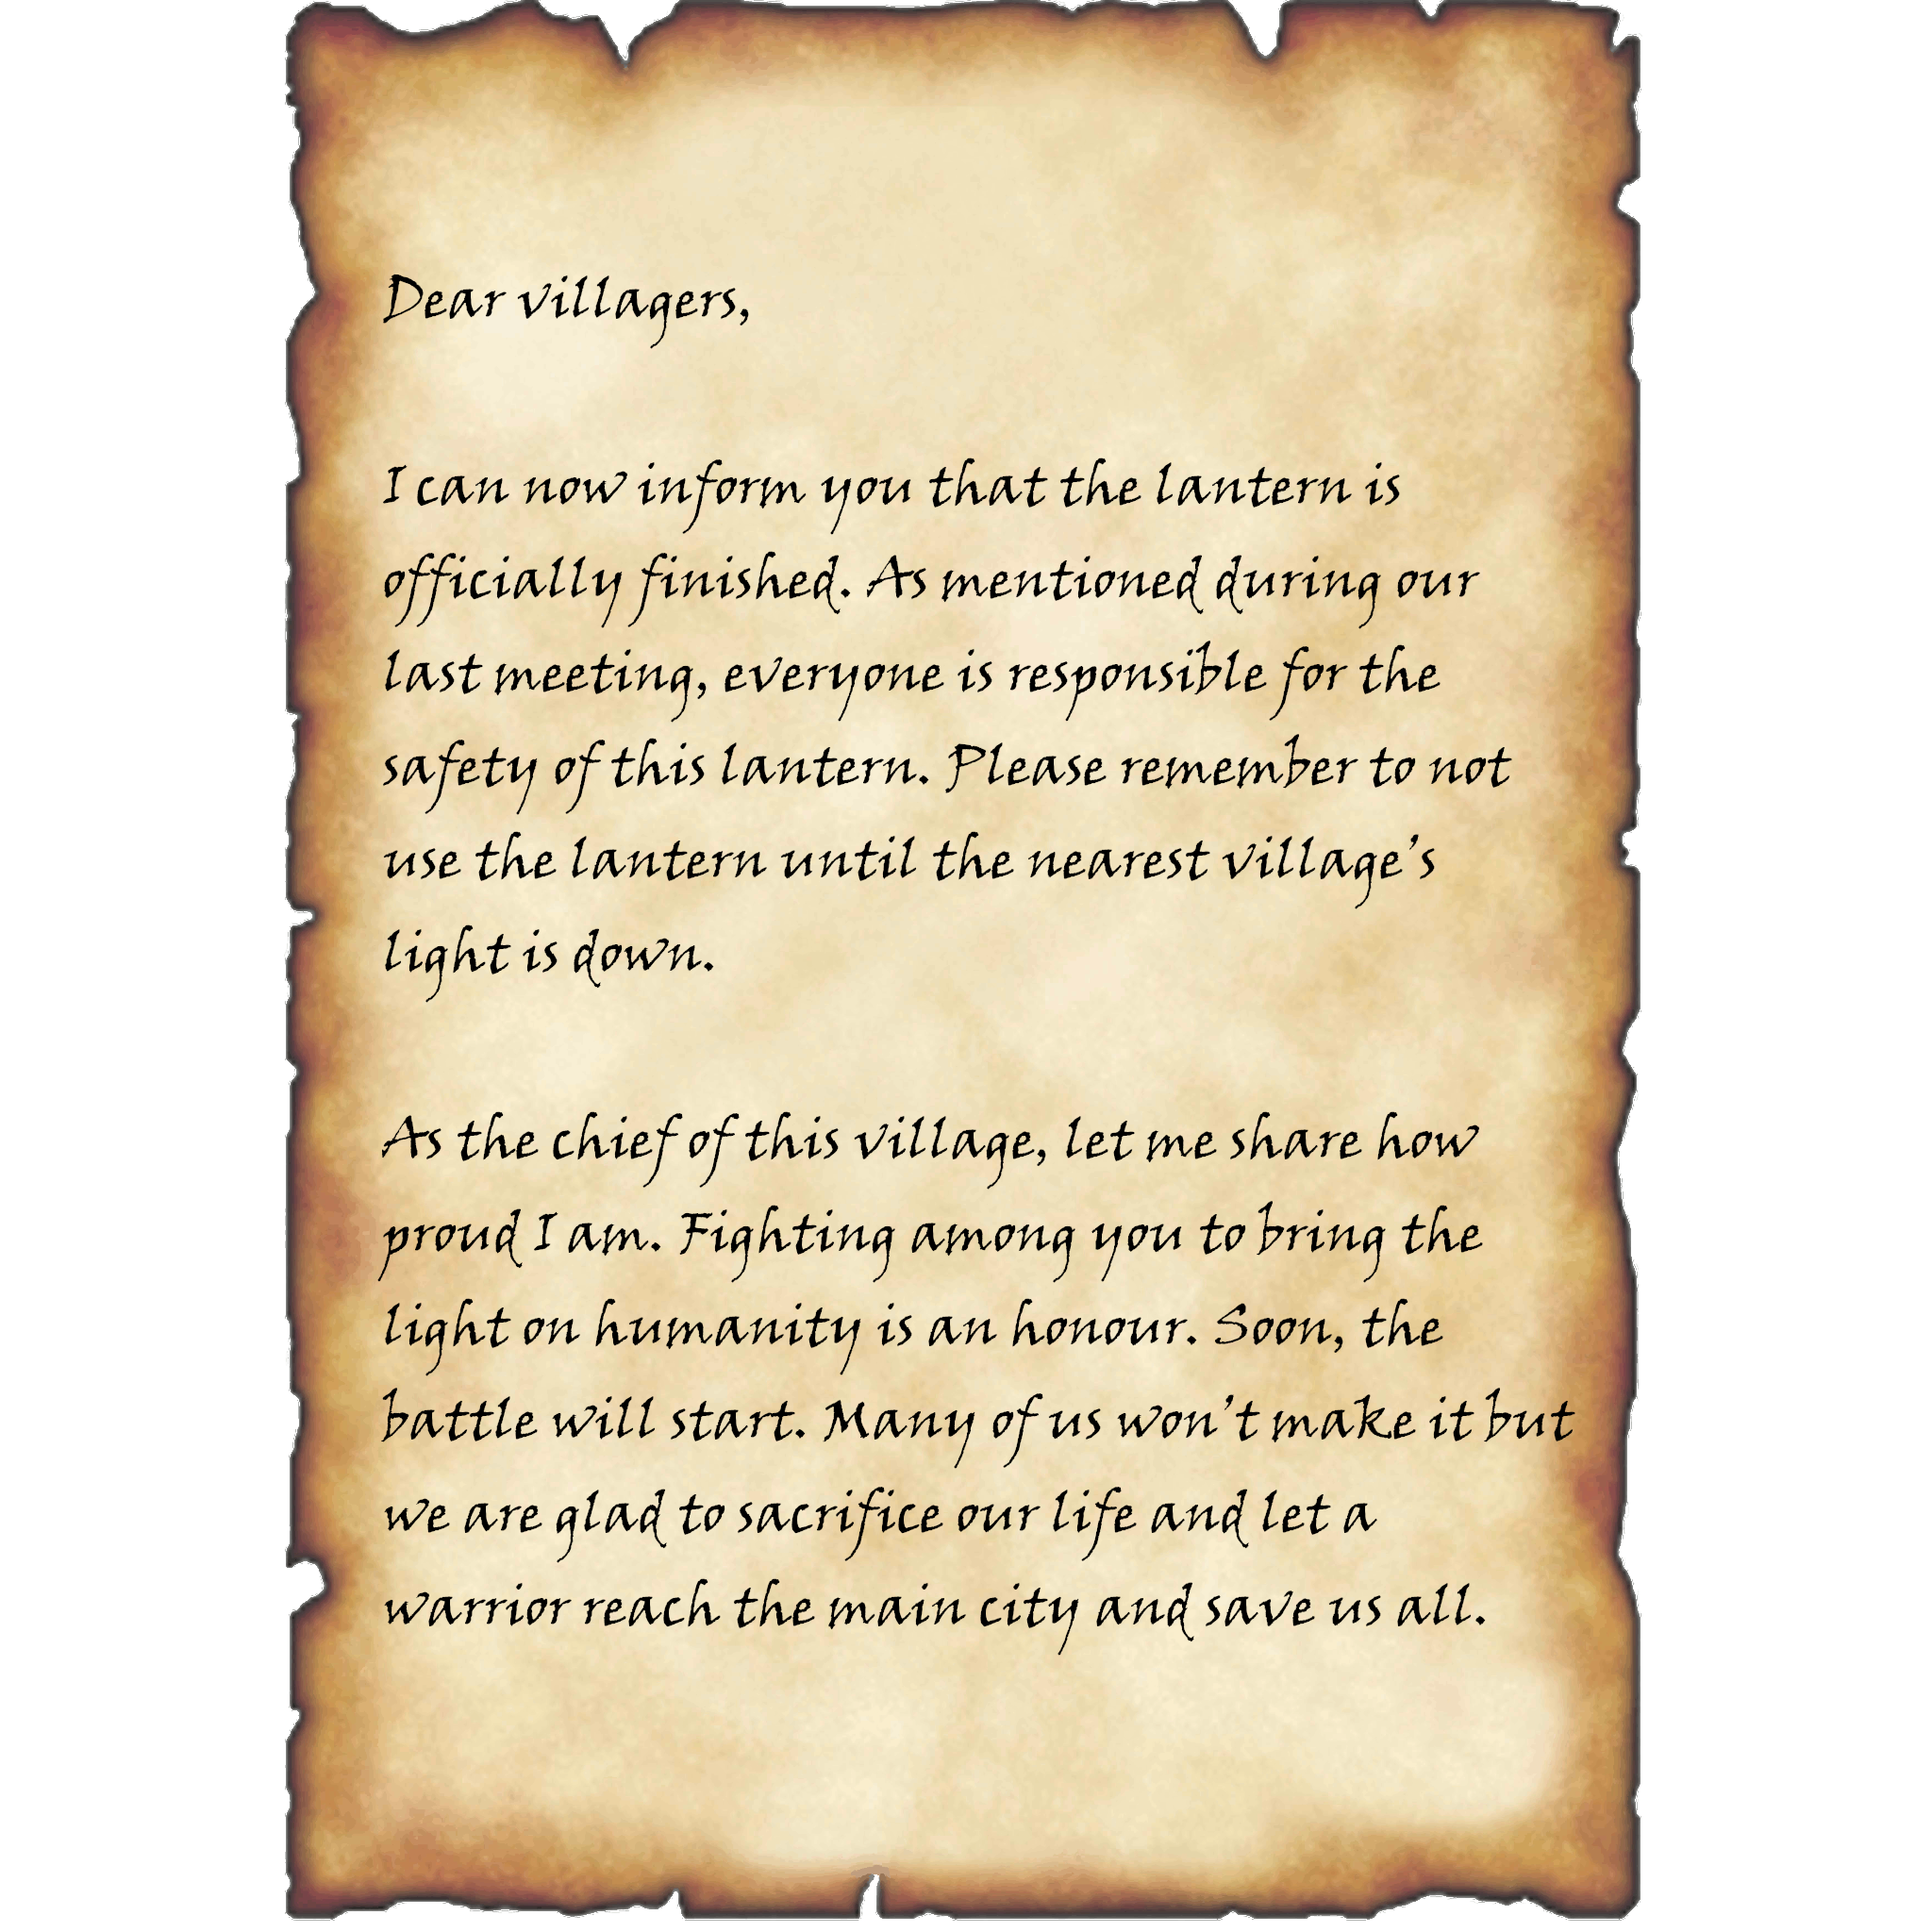 Dear villagers,
I can now inform you that the lantern is
officially finished. As mentioned during our
last meeting, everyone is responsible for the
safety of this lantern. Please remember to not
use the lantern until the nearest village's
light is down.
As the chief of this village, let me share how
proud I am. Fighting among you to bring the
light on humanity is an honour. Soon, the
battle will start. Many of us won't make it but
we are glad to sacrifice our life and let a
warrior reach the main city and save us all.